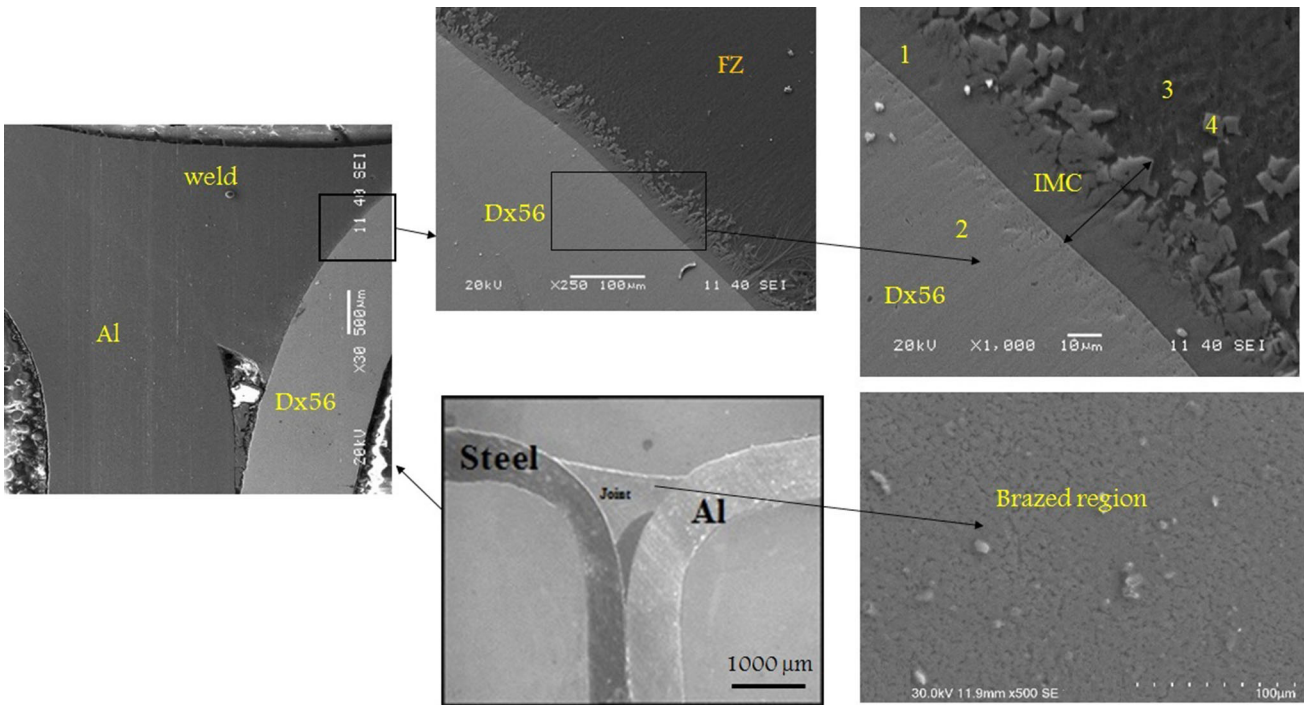 weld
Al
Dx56
20kV X30 500µm 11 40 SEI
FZ
Dx56
20kV X250 100µm 11 40 SEI
1
2
3
4
IMC
Dx56
20kV X1,000 10µm 11 40 SEI
Steel
Joint
Al
1000 µm
Brazed region
30.0kV 11.9mm x500 SE 100µm